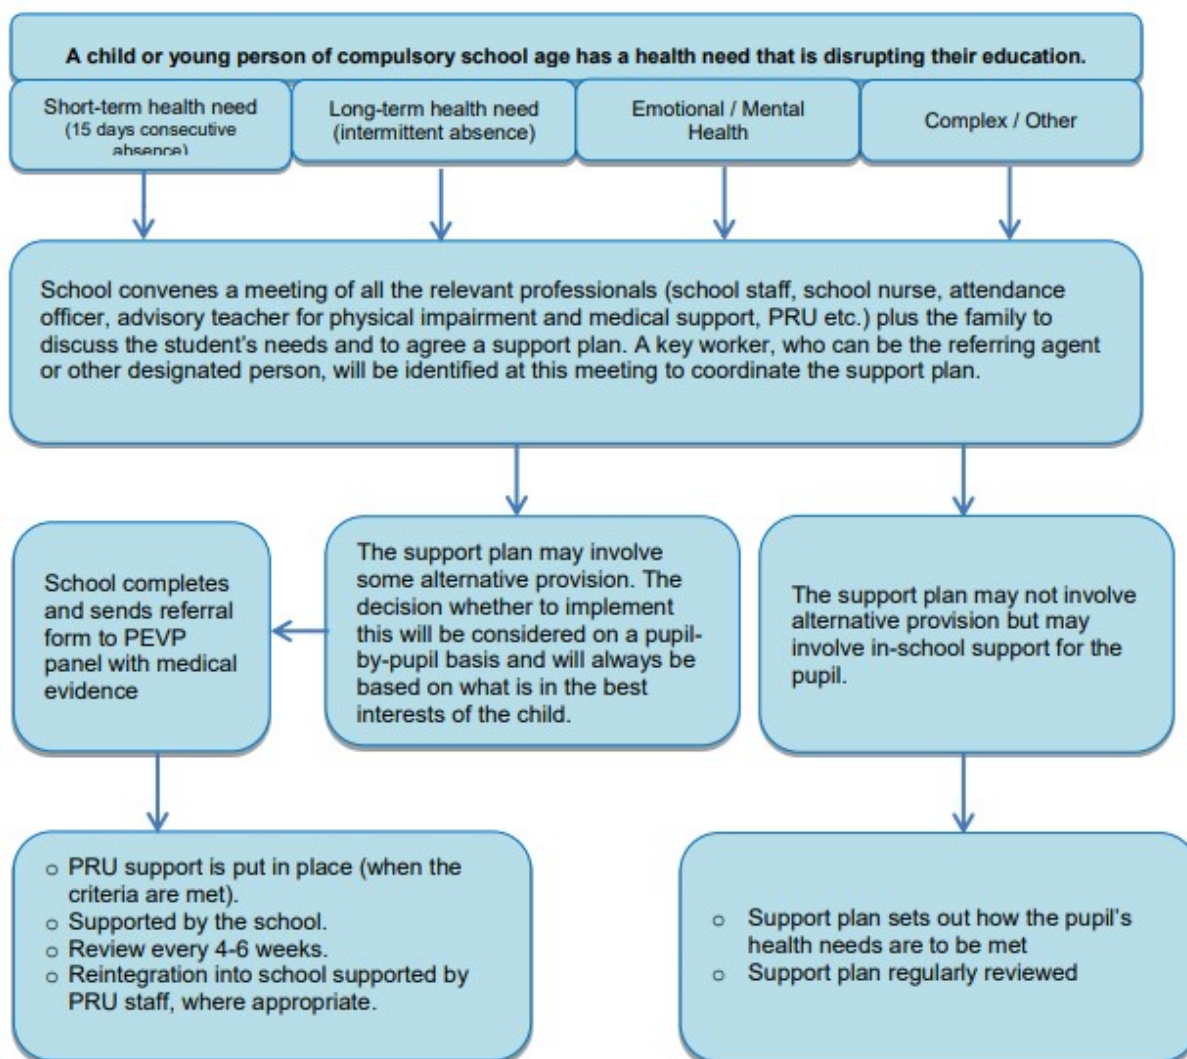 A child or young person of compulsory school age has a health need that is disrupting their education.
Short-term health need
(15 days consecutive
absence)
Long-term health need
(intermittent absence)
Emotional / Mental
Health
Complex / Other
School convenes a meeting of all the relevant professionals (school staff, school nurse, attendance
officer, advisory teacher for physical impairment and medical support, PRU etc.) plus the family to
discuss the student's needs and to agree a support plan. A key worker, who can be the referring agent
or other designated person, will be identified at this meeting to coordinate the support plan.
School completes
and sends referral
form to PEVP
panel with medical
evidence
The support plan may involve
some alternative provision. The
decision whether to implement
this will be considered on a pupil-
by-pupil basis and will always be
based on what is in the best
interests of the child.
The support plan may not involve
alternative provision but may
involve in-school support for the
pupil.
o PRU support is put in place (when the
criteria are met).
o Supported by the school.
o Review every 4-6 weeks.
o Reintegration into school supported by
PRU staff, where appropriate.
o Support plan sets out how the pupil's
health needs are to be met
o Support plan regularly reviewed